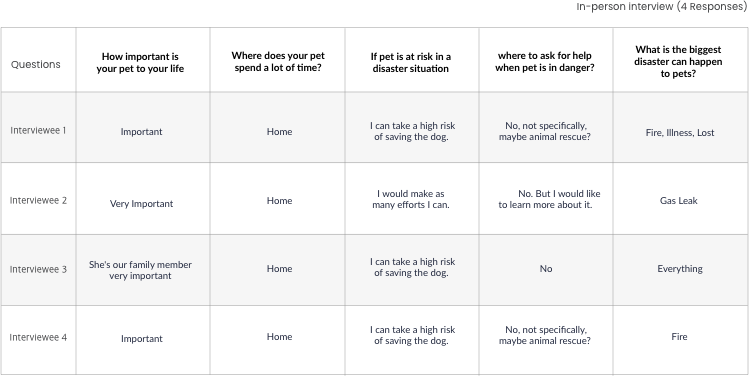 In-person interview (4 Responses)
Questions
How important is
your pet to your life
Where does your pet
spend a lot of time?
If pet is at risk in a
disaster situation
where to ask for help
when pet is in danger?
What is the biggest
disaster can happen
to pets?
Interviewee 1
Important
Home
I can take a high risk
of saving the dog.
No, not specifically,
maybe animal rescue?
Fire, Illness, Lost
Interviewee 2
Very Important
Home
I would make as
many efforts I can.
No. But I would like
to learn more about it.
Gas Leak
Interviewee 3
She's our family member
very important
Home
I can take a high risk
of saving the dog.
No
Everything
Interviewee 4
Important
Home
I can take a high risk
of saving the dog.
No, not specifically,
maybe animal rescue?
Fire